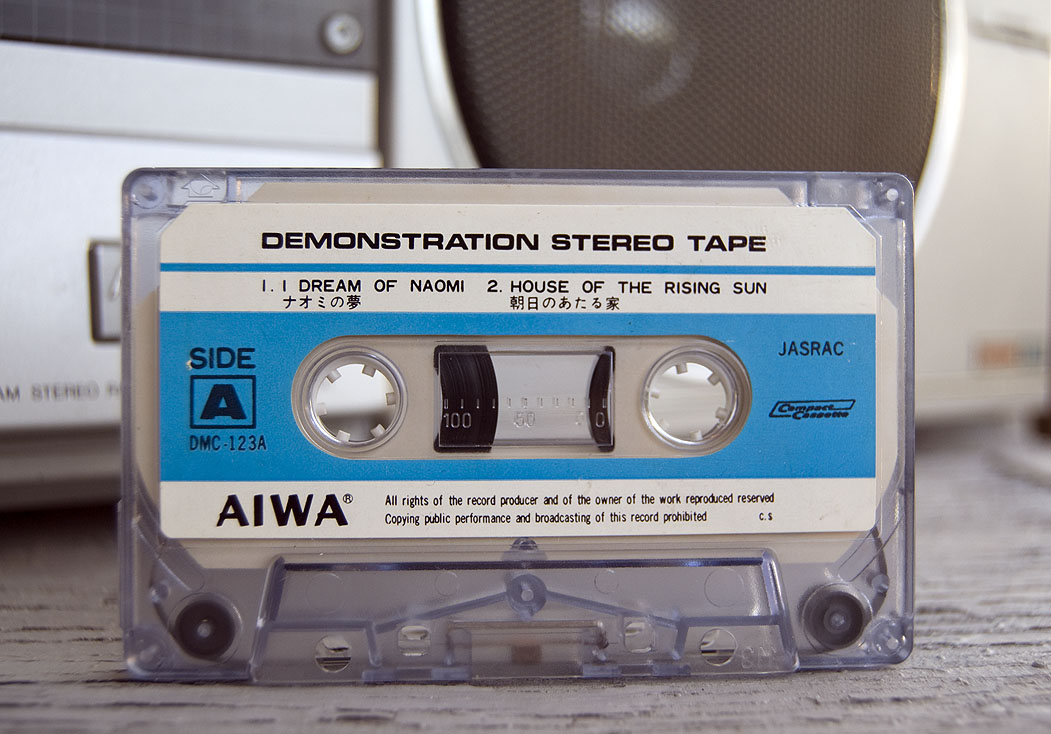 DEMONSTRATION STEREO TAPE
1. I DREAM OF NAOMI 2. HOUSE OF THE RISING SUN
ナオミの夢 朝日のあたる家
SIDE
A
DMC-123A
JASRAC
Compact
Cassette
100 50 0
AIWA®
All rights of the record producer and of the owner of the work reproduced reserved
Copying public performance and broadcasting of this record prohibited C.S
AM STEREO